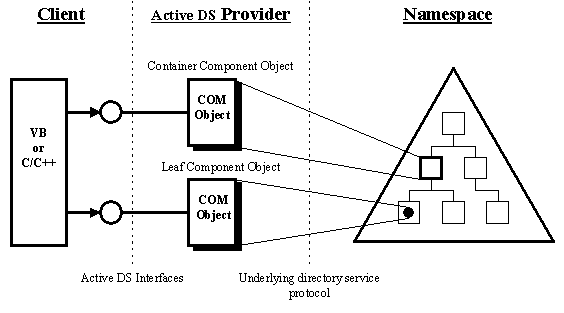 Client
Active DS Provider
Namespace
Container Component Object
COM
Object
VB
or
C/C++
Leaf Component Object
COM
Object
Active DS Interfaces
Underlying directory service
protocol